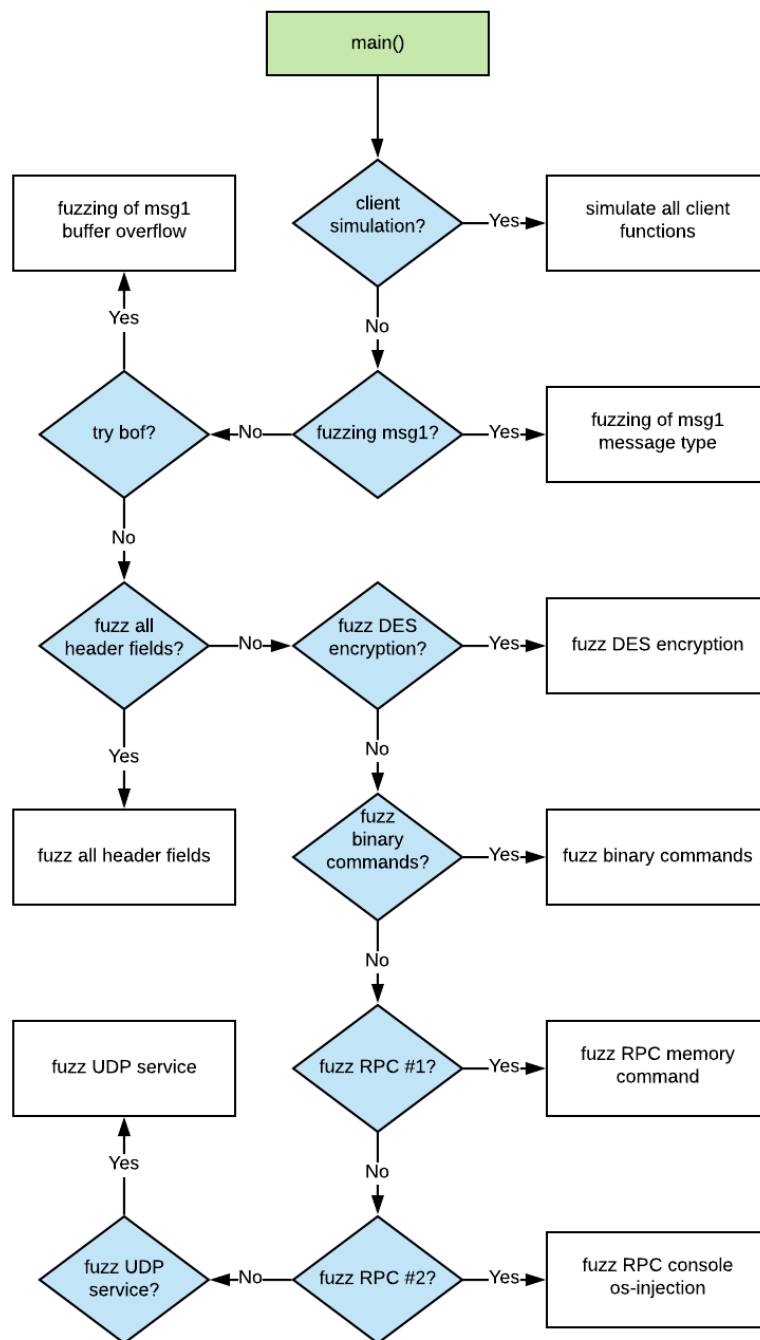 main()
client
simulation?
Yes
simulate all client
functions
fuzzing of msg1
buffer overflow
Yes
No
try bof?
No
fuzzing msg1?
Yes
fuzzing of msg1
message type
No
fuzz all
header fields?
No
fuzz DES
encryption?
Yes
fuzz DES encryption
Yes
No
fuzz all header fields
fuzz
binary
commands?
Yes
fuzz binary commands
No
fuzz UDP service
fuzz RPC #1?
Yes
fuzz RPC memory
command
Yes
No
fuzz UDP
service?
No
fuzz RPC #2?
Yes
fuzz RPC console
os-injection